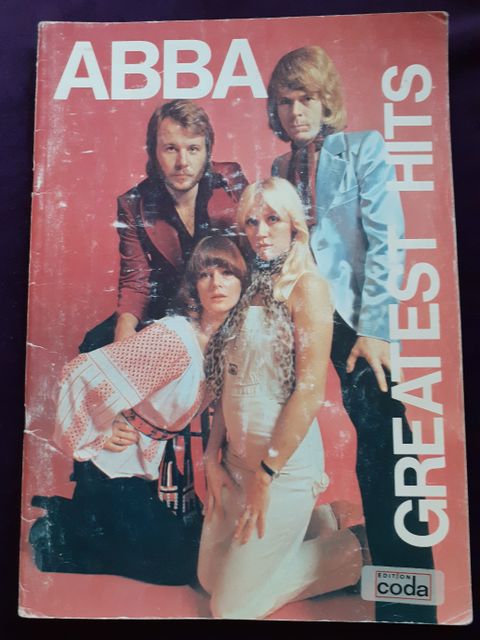 ABBA
GREATEST HITS
EDITION
coda